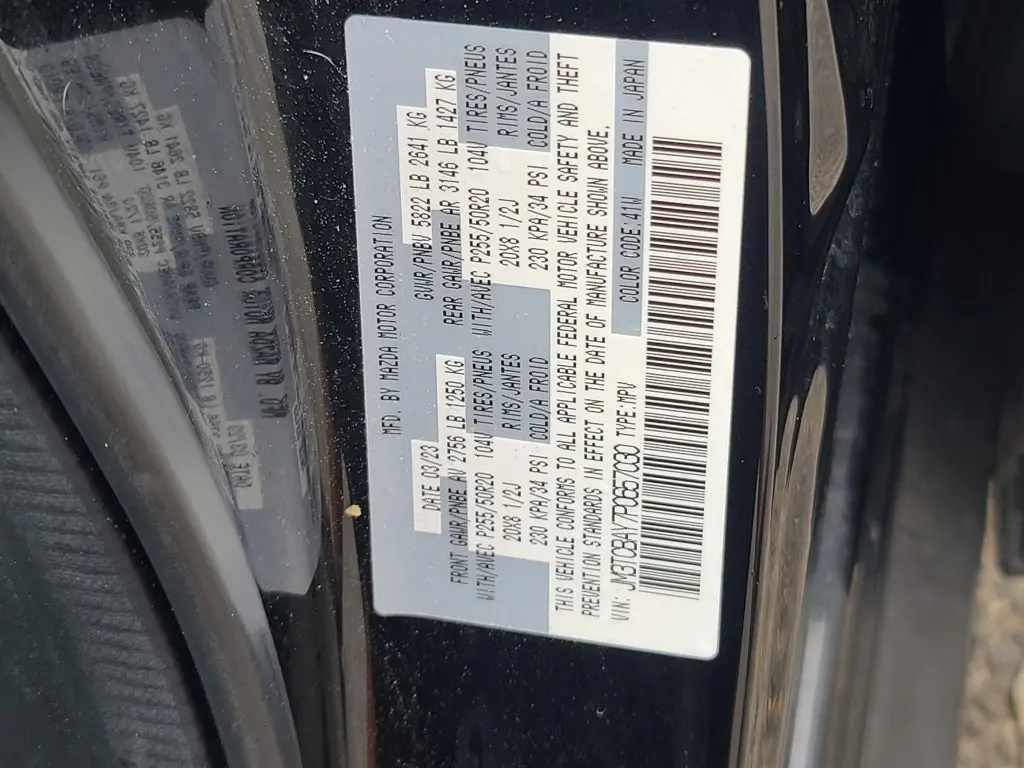 MFD. BY MAZDA MOTOR CORPORATION
DATE 03/23 GVWR/PNBV 5822 LB 2641 KG
FRONT GAWR/PNBE AV 2756 LB 1250 KG REAR GAWR/PNBE AR 3146 LB 1427 KG
WITH/AVEC P255/50R20 104V TIRES/PNEUS WITH/AVEC P255/50R20 104V TIRES/PNEUS
20X8 1/2J RIMS/JANTES 20X8 1/2J RIMS/JANTES
230 KPA/34 PSI COLD/A FROID 230 KPA/34 PSI COLD/A FROID
THIS VEHICLE CONFORMS TO ALL APPLICABLE FEDERAL MOTOR VEHICLE SAFETY AND THEFT
PREVENTION STANDARDS IN EFFECT ON THE DATE OF MANUFACTURE SHOWN ABOVE.
VIN: JM3TCBAY7P0657030 TYPE:MPV COLOR CODE:41W MADE IN JAPAN